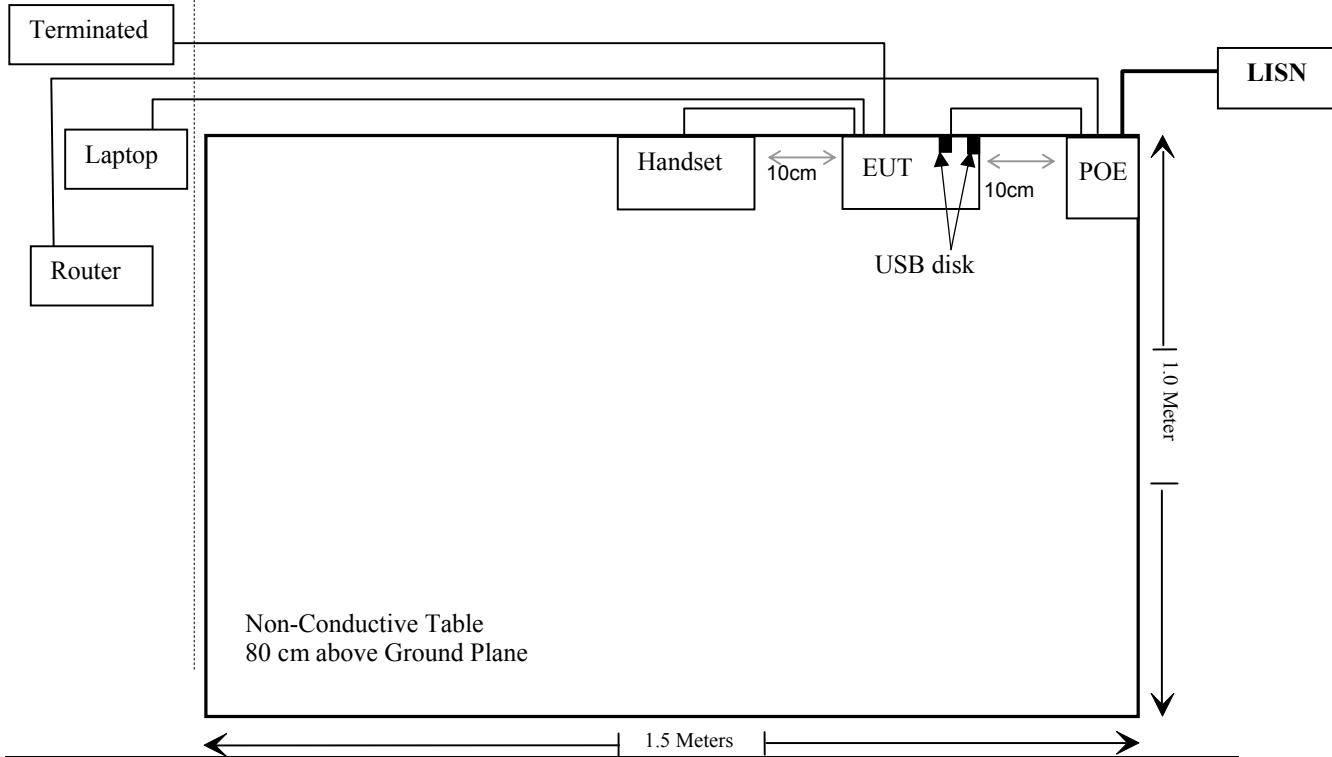 Terminated
LISN
Laptop
Handset
10cm
EUT
10cm
POE
Router
USB disk
1.0 Meter
Non-Conductive Table
80 cm above Ground Plane
1.5 Meters